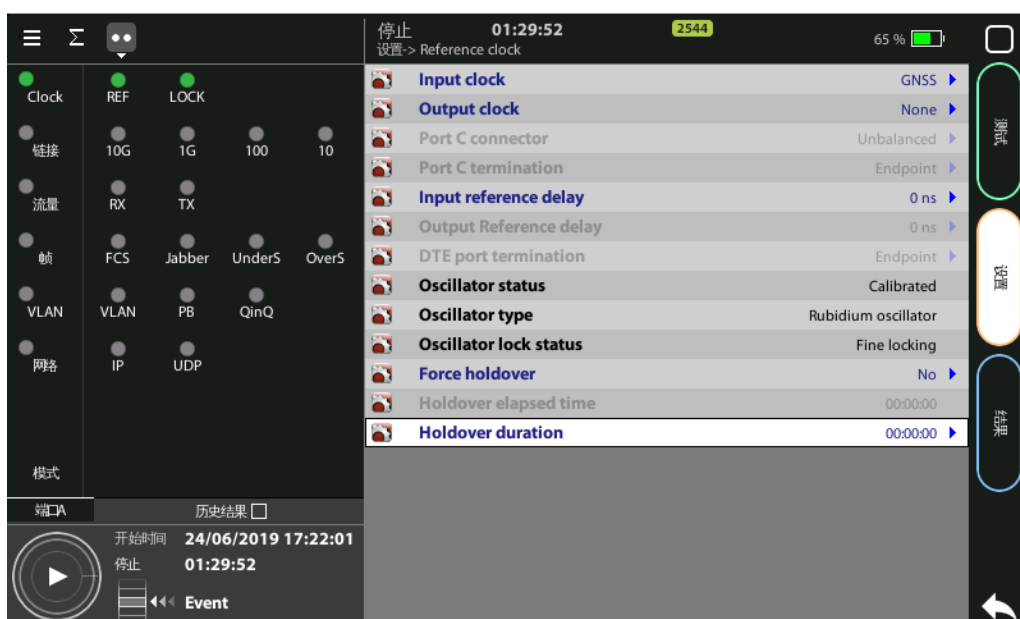 Σ
停止 01:29:52 2544 65 %
设置-> Reference clock
Clock REF LOCK
链接 10G 1G 100 10
流量 RX TX
帧 FCS Jabber UnderS OverS
VLAN VLAN PB QinQ
网络 IP UDP
模式
端口A 历史结果
开始时间 24/06/2019 17:22:01
停止 01:29:52
Event
Input clock GNSS
Output clock None
Port C connector Unbalanced
Port C termination Endpoint
Input reference delay 0 ns
Output Reference delay 0 ns
DTE port termination Endpoint
Oscillator status Calibrated
Oscillator type Rubidium oscillator
Oscillator lock status Fine locking
Force holdover No
Holdover elapsed time 00:00:00
Holdover duration 00:00:00
测试
设置
结果